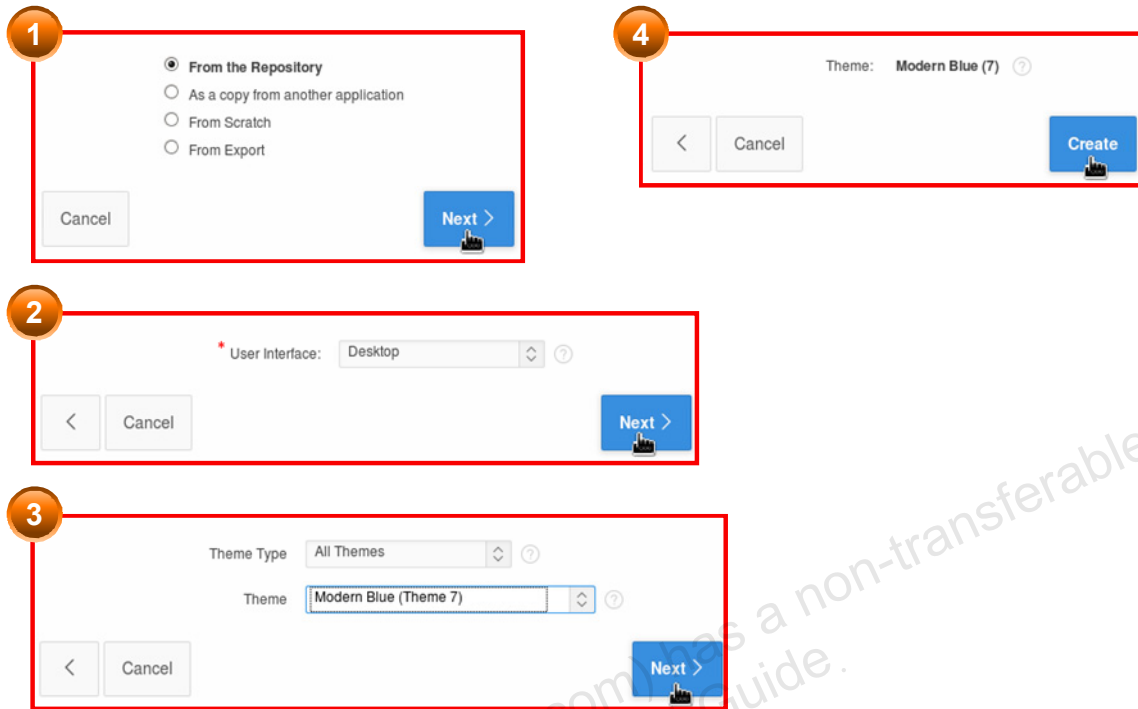 1
From the Repository
As a copy from another application
From Scratch
From Export
Cancel
Next >
2
* User Interface: Desktop ?
< Cancel Next >
3
Theme Type All Themes ?
Theme Modern Blue (Theme 7) ?
< Cancel Next >
4
Theme: Modern Blue (7) ?
< Cancel Create
has a non-transferable